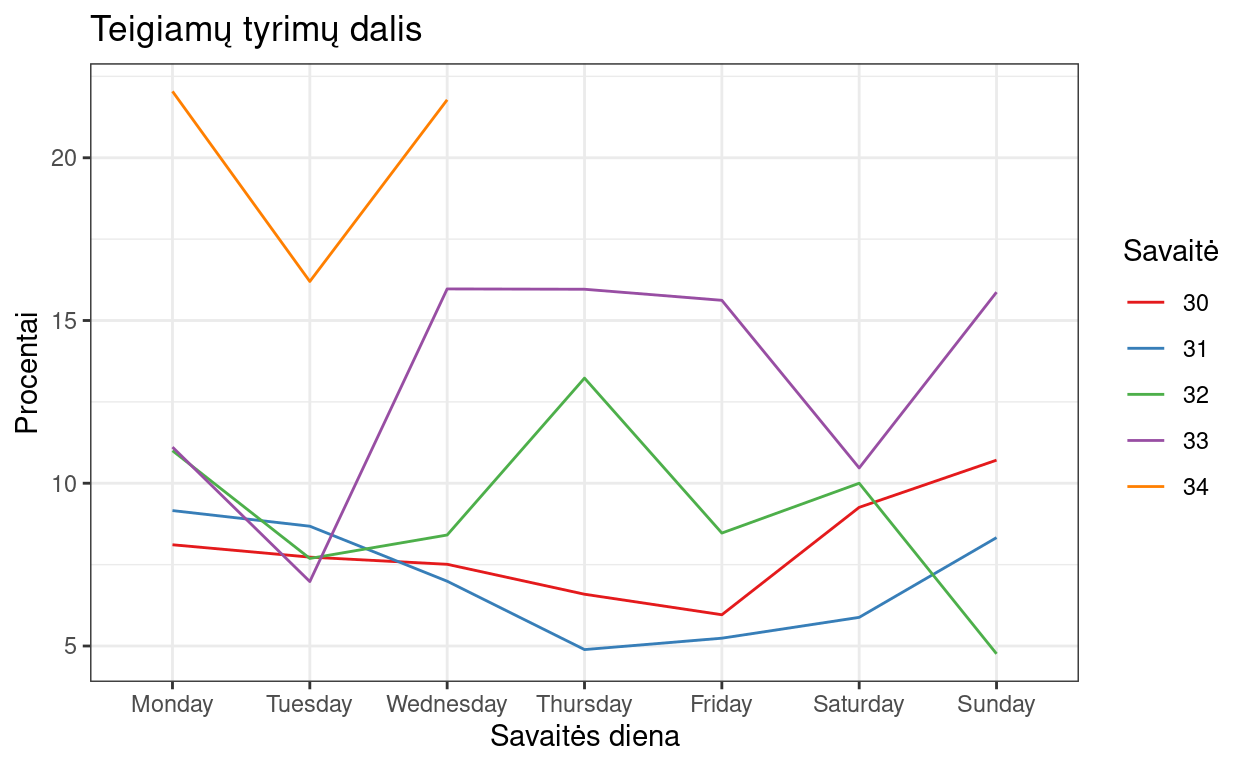 Teigiamų tyrimų dalis
Procentai
20
15
10
5
Monday Tuesday Wednesday Thursday Friday Saturday Sunday
Savaitės diena
Savaitė
30
31
32
33
34